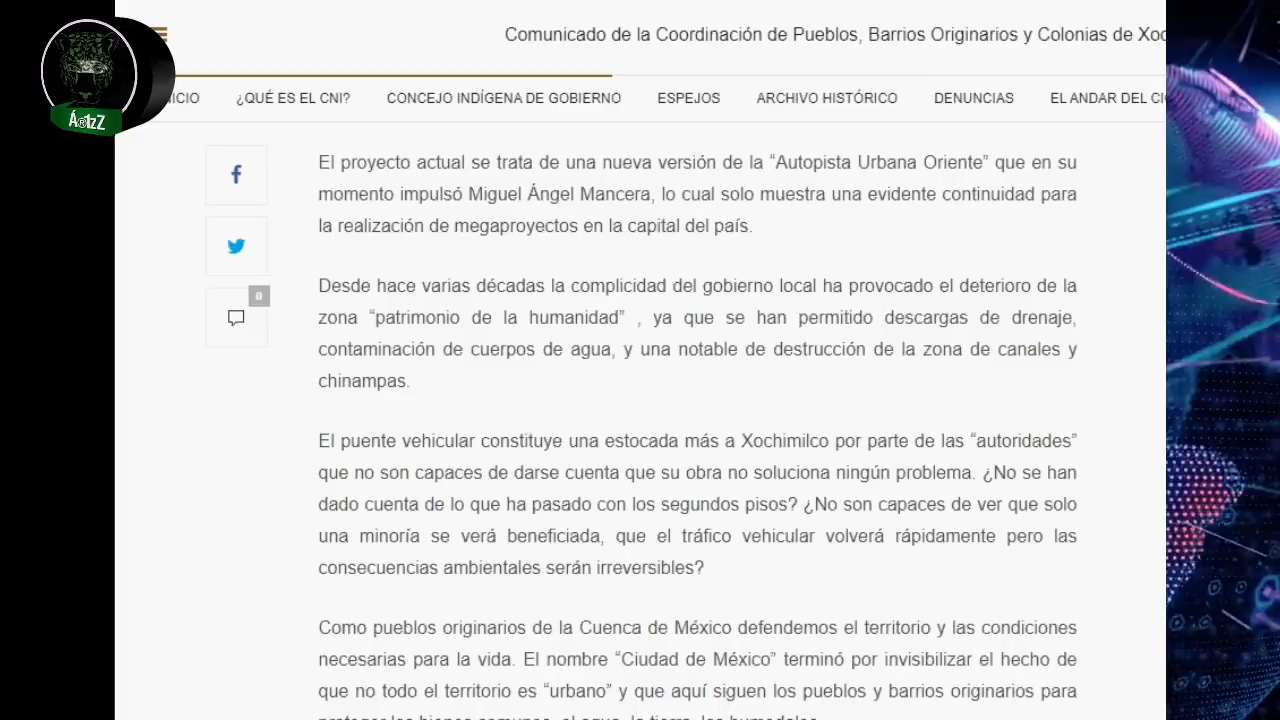 Comunicado de la Coordinación de Pueblos, Barrios Originarios y Colonias de Xoc
ICIO ¿QUÉ ES EL CNI? CONCEJO INDÍGENA DE GOBIERNO ESPEJOS ARCHIVO HISTÓRICO DENUNCIAS EL ANDAR DEL CI
El proyecto actual se trata de una nueva versión de la “Autopista Urbana Oriente” que en su
momento impulsó Miguel Ángel Mancera, lo cual solo muestra una evidente continuidad para
la realización de megaproyectos en la capital del país.
Desde hace varias décadas la complicidad del gobierno local ha provocado el deterioro de la
zona “patrimonio de la humanidad” , ya que se han permitido descargas de drenaje,
contaminación de cuerpos de agua, y una notable de destrucción de la zona de canales y
chinampas.
El puente vehicular constituye una estocada más a Xochimilco por parte de las “autoridades”
que no son capaces de darse cuenta que su obra no soluciona ningún problema. ¿No se han
dado cuenta de lo que ha pasado con los segundos pisos? ¿No son capaces de ver que solo
una minoría se verá beneficiada, que el tráfico vehicular volverá rápidamente pero las
consecuencias ambientales serán irreversibles?
Como pueblos originarios de la Cuenca de México defendemos el territorio y las condiciones
necesarias para la vida. El nombre “Ciudad de México” terminó por invisibilizar el hecho de
que no todo el territorio es “urbano” y que aquí siguen los pueblos y barrios originarios para
proteger los bienes comunes, el agua, la tierra, los humedales.